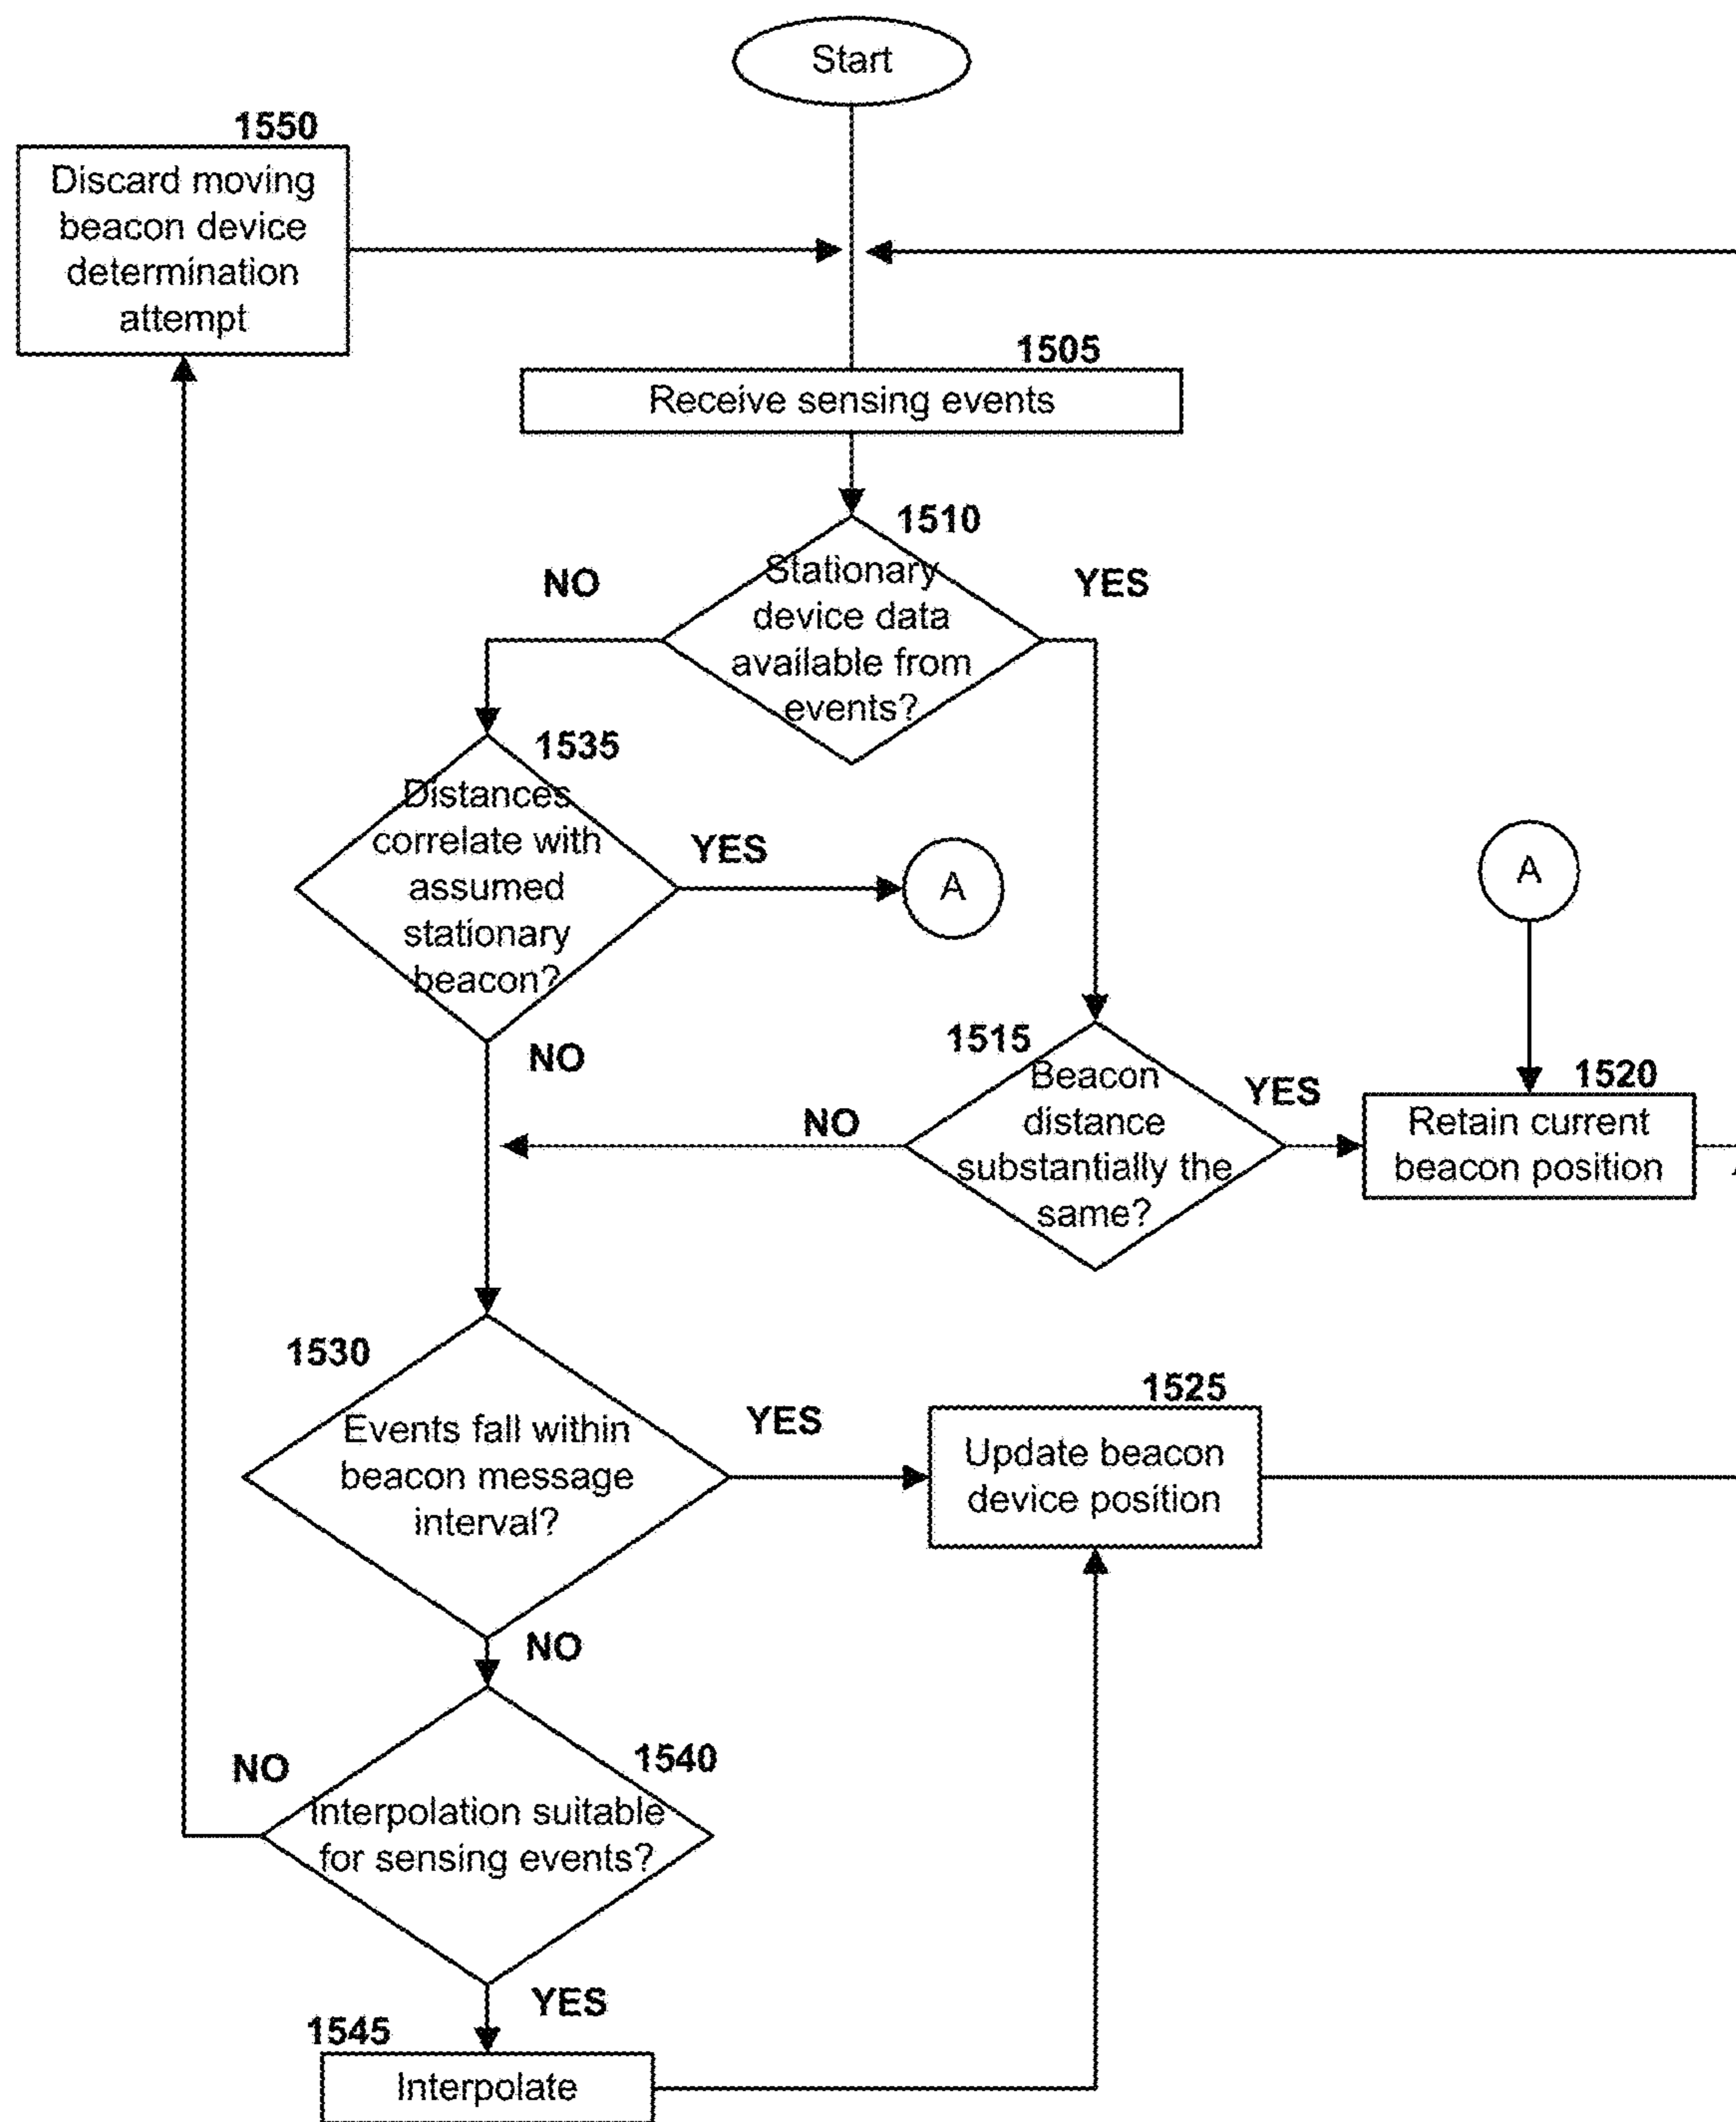 Start
1550
Discard moving
beacon device
determination
attempt
1505
Receive sensing events
1510
NO
YES
Stationary
device data
available from
events?
1535
Distances
correlate with
assumed
stationary
beacon?
YES
A
A
NO
1515
Beacon
distance
substantially the
same?
NO
YES
1520
Retain current
beacon position
1530
Events fall within
beacon message
interval?
YES
1525
Update beacon
device position
NO
1540
NO
Interpolation suitable
for sensing events?
YES
1545
Interpolate